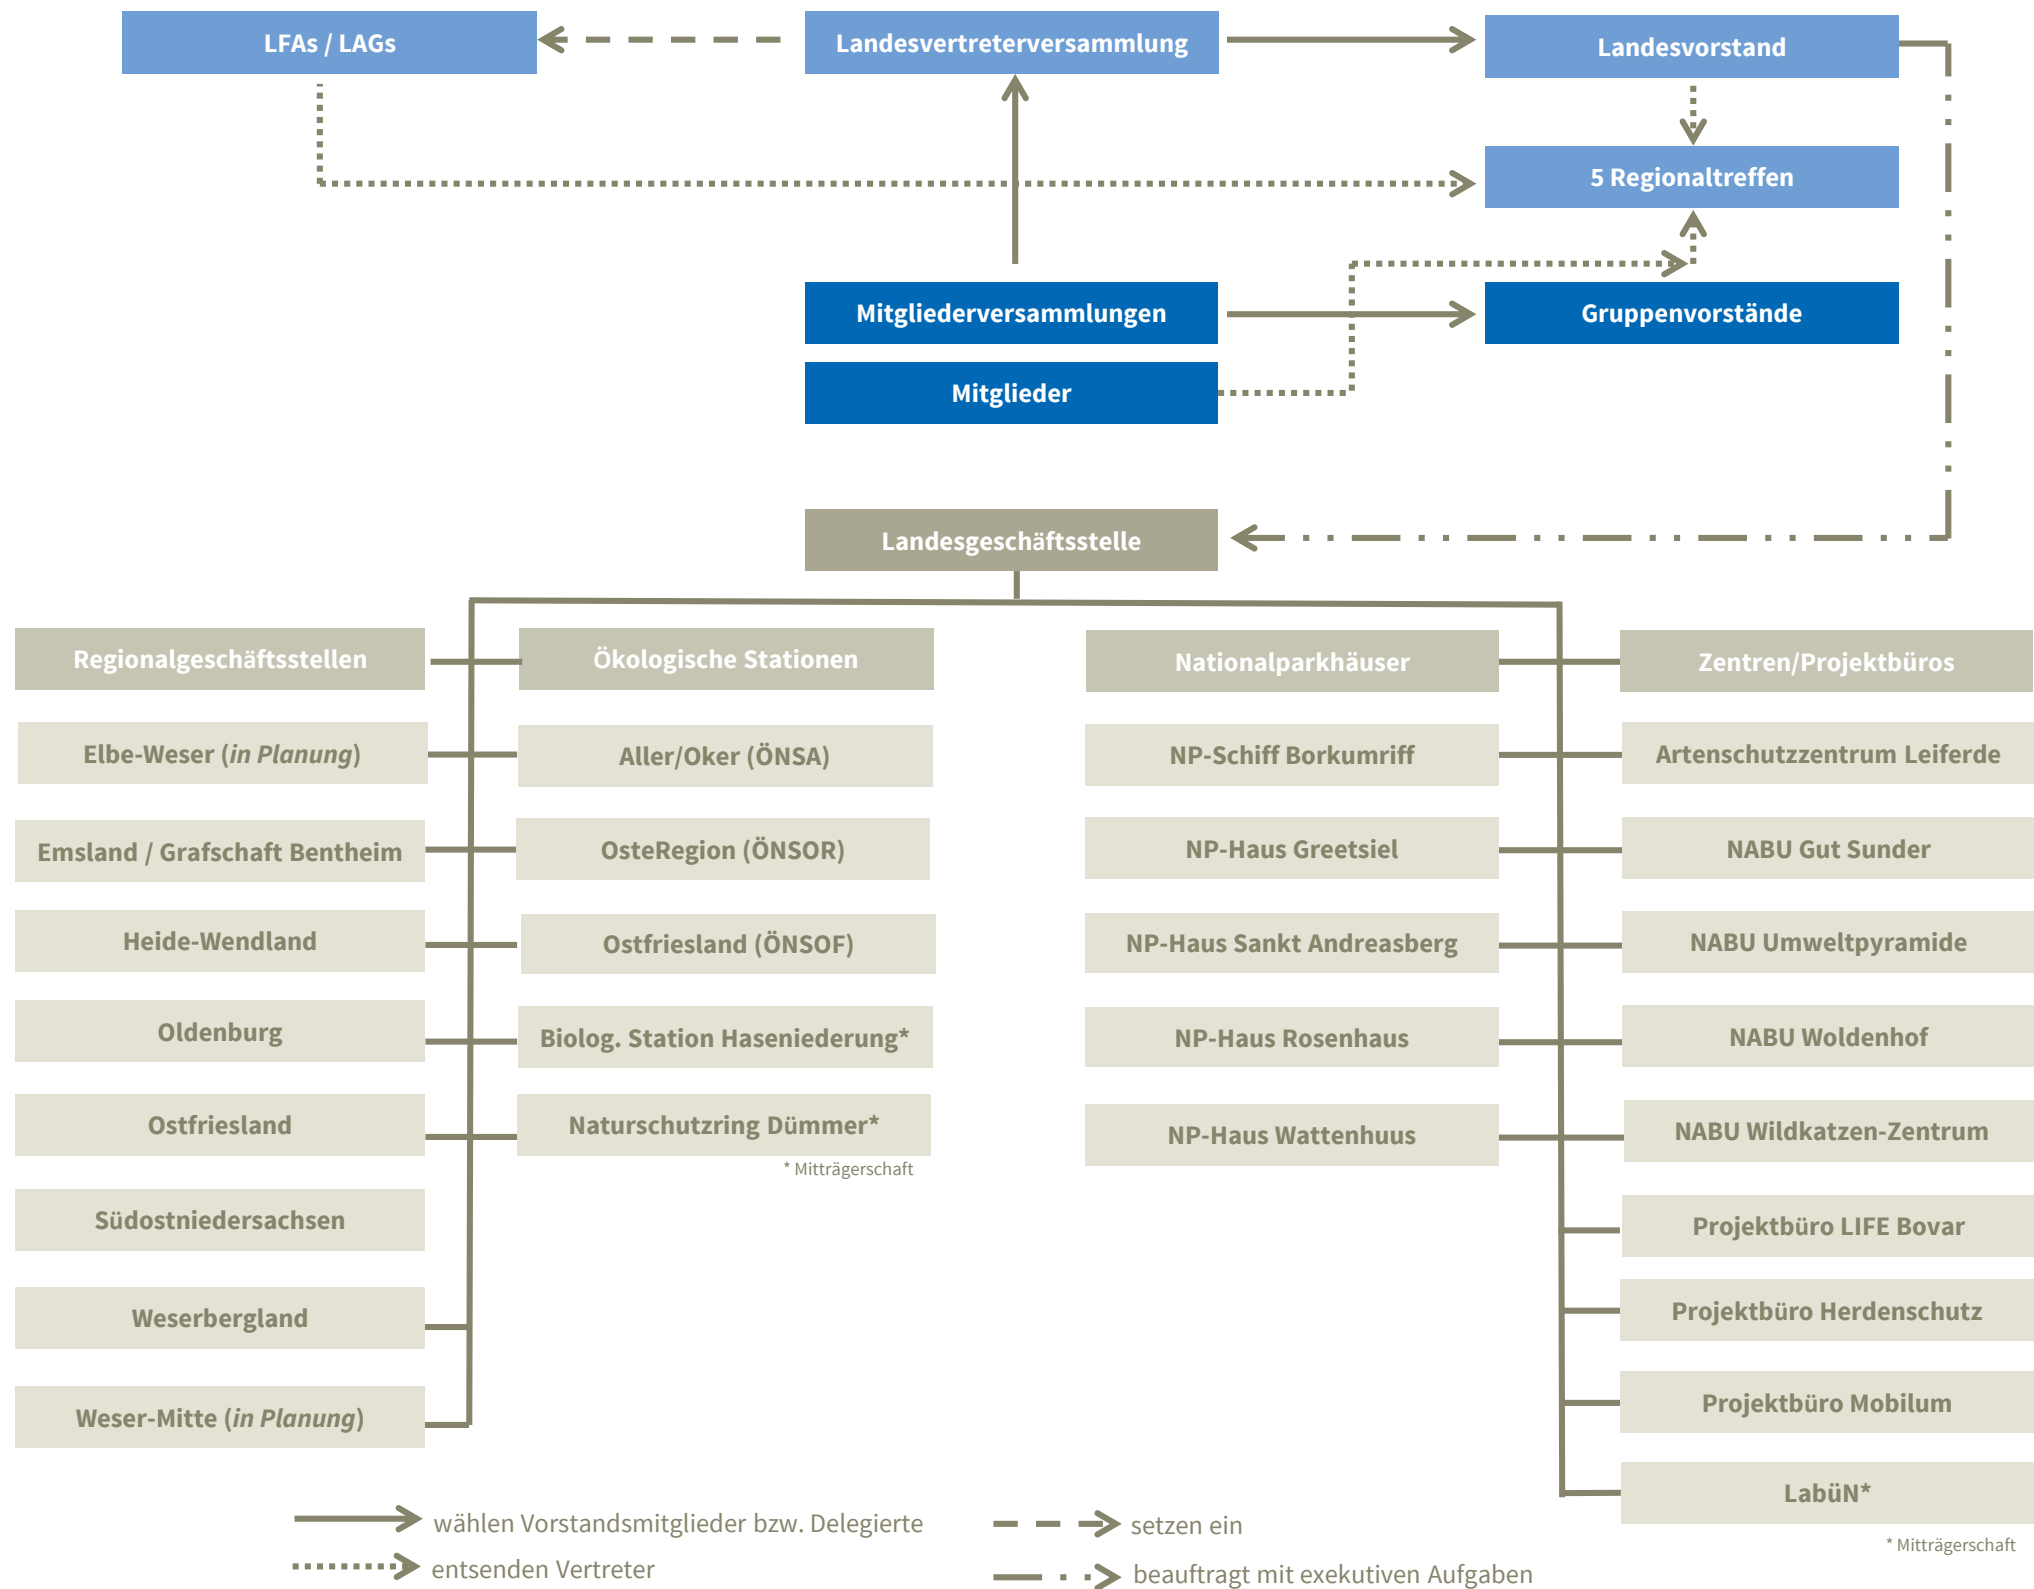 LFAs / LAGs
Landesvertreterversammlung
Landesvorstand
5 Regionaltreffen
Mitgliederversammlungen
Gruppenvorstände
Mitglieder
Landesgeschäftsstelle
Regionalgeschäftsstellen
Elbe-Weser (in Planung)
Emsland / Grafschaft Bentheim
Heide-Wendland
Oldenburg
Ostfriesland
Südostniedersachsen
Weserbergland
Weser-Mitte (in Planung)
Ökologische Stationen
Aller/Oker (ÖNSA)
OsteRegion (ÖNSOR)
Ostfriesland (ÖNSOF)
Biolog. Station Haseniederung*
Naturschutzring Dümmer*
* Mitträgerschaft
Nationalparkhäuser
NP-Schiff Borkumriff
NP-Haus Greetsiel
NP-Haus Sankt Andreasberg
NP-Haus Rosenhaus
NP-Haus Wattenhuus
Zentren/Projektbüros
Artenschutzzentrum Leiferde
NABU Gut Sunder
NABU Umweltpyramide
NABU Woldenhof
NABU Wildkatzen-Zentrum
Projektbüro LIFE Bovar
Projektbüro Herdenschutz
Projektbüro Mobilum
LabüN*
* Mitträgerschaft
wählen Vorstandsmitglieder bzw. Delegierte
entsenden Vertreter
setzen ein
beauftragt mit exekutiven Aufgaben